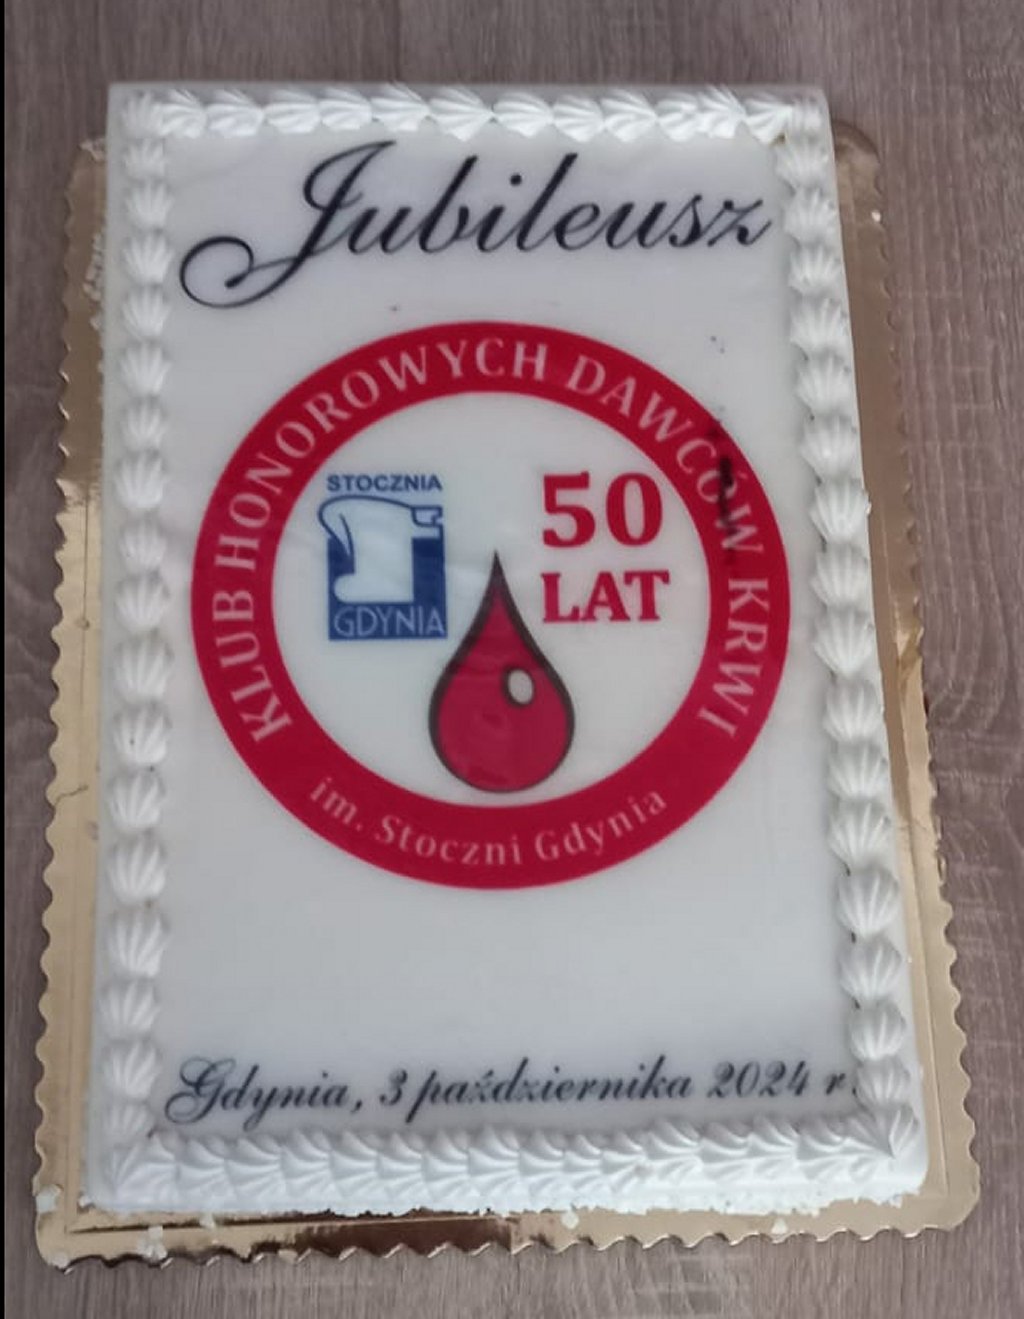 Jubileusz
KLUB HONOROWYCH DAWCÓW KRWI
STOCZNIA
GDYNIA
50
LAT
im. Stoczni Gdynia
Gdynia, 3 października 2024 r.